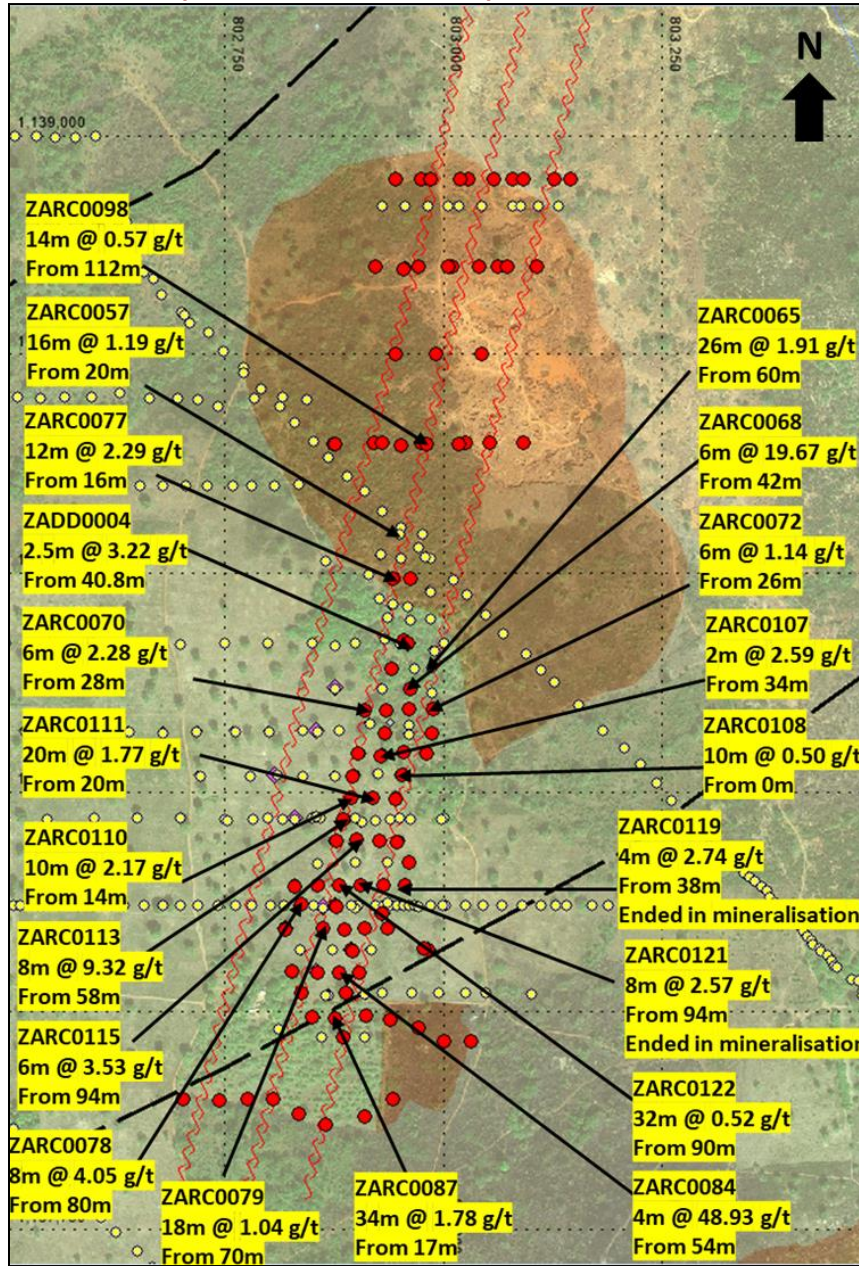 802 750
803 000
803 250
N
1 139,000
ZARC0098
14m @ 0.57 g/t
From 112m
ZARC0057
16m @ 1.19 g/t
From 20m
ZARC0077
12m @ 2.29 g/t
From 16m
ZADD0004
2.5m @ 3.22 g/t
From 40.8m
ZARC0070
6m @ 2.28 g/t
From 28m
ZARC0111
20m @ 1.77 g/t
From 20m
ZARC0110
10m @ 2.17 g/t
From 14m
ZARC0113
8m @ 9.32 g/t
From 58m
ZARC0115
6m @ 3.53 g/t
From 94m
ZARC0078
8m @ 4.05 g/t
From 80m
ZARC0079
18m @ 1.04 g/t
From 70m
ZARC0087
34m @ 1.78 g/t
From 17m
ZARC0065
26m @ 1.91 g/t
From 60m
ZARC0068
6m @ 19.67 g/t
From 42m
ZARC0072
6m @ 1.14 g/t
From 26m
ZARC0107
2m @ 2.59 g/t
From 34m
ZARC0108
10m @ 0.50 g/t
From 0m
ZARC0119
4m @ 2.74 g/t
From 38m
Ended in mineralisation
ZARC0121
8m @ 2.57 g/t
From 94m
Ended in mineralisation
ZARC0122
32m @ 0.52 g/t
From 90m
ZARC0084
4m @ 48.93 g/t
From 54m